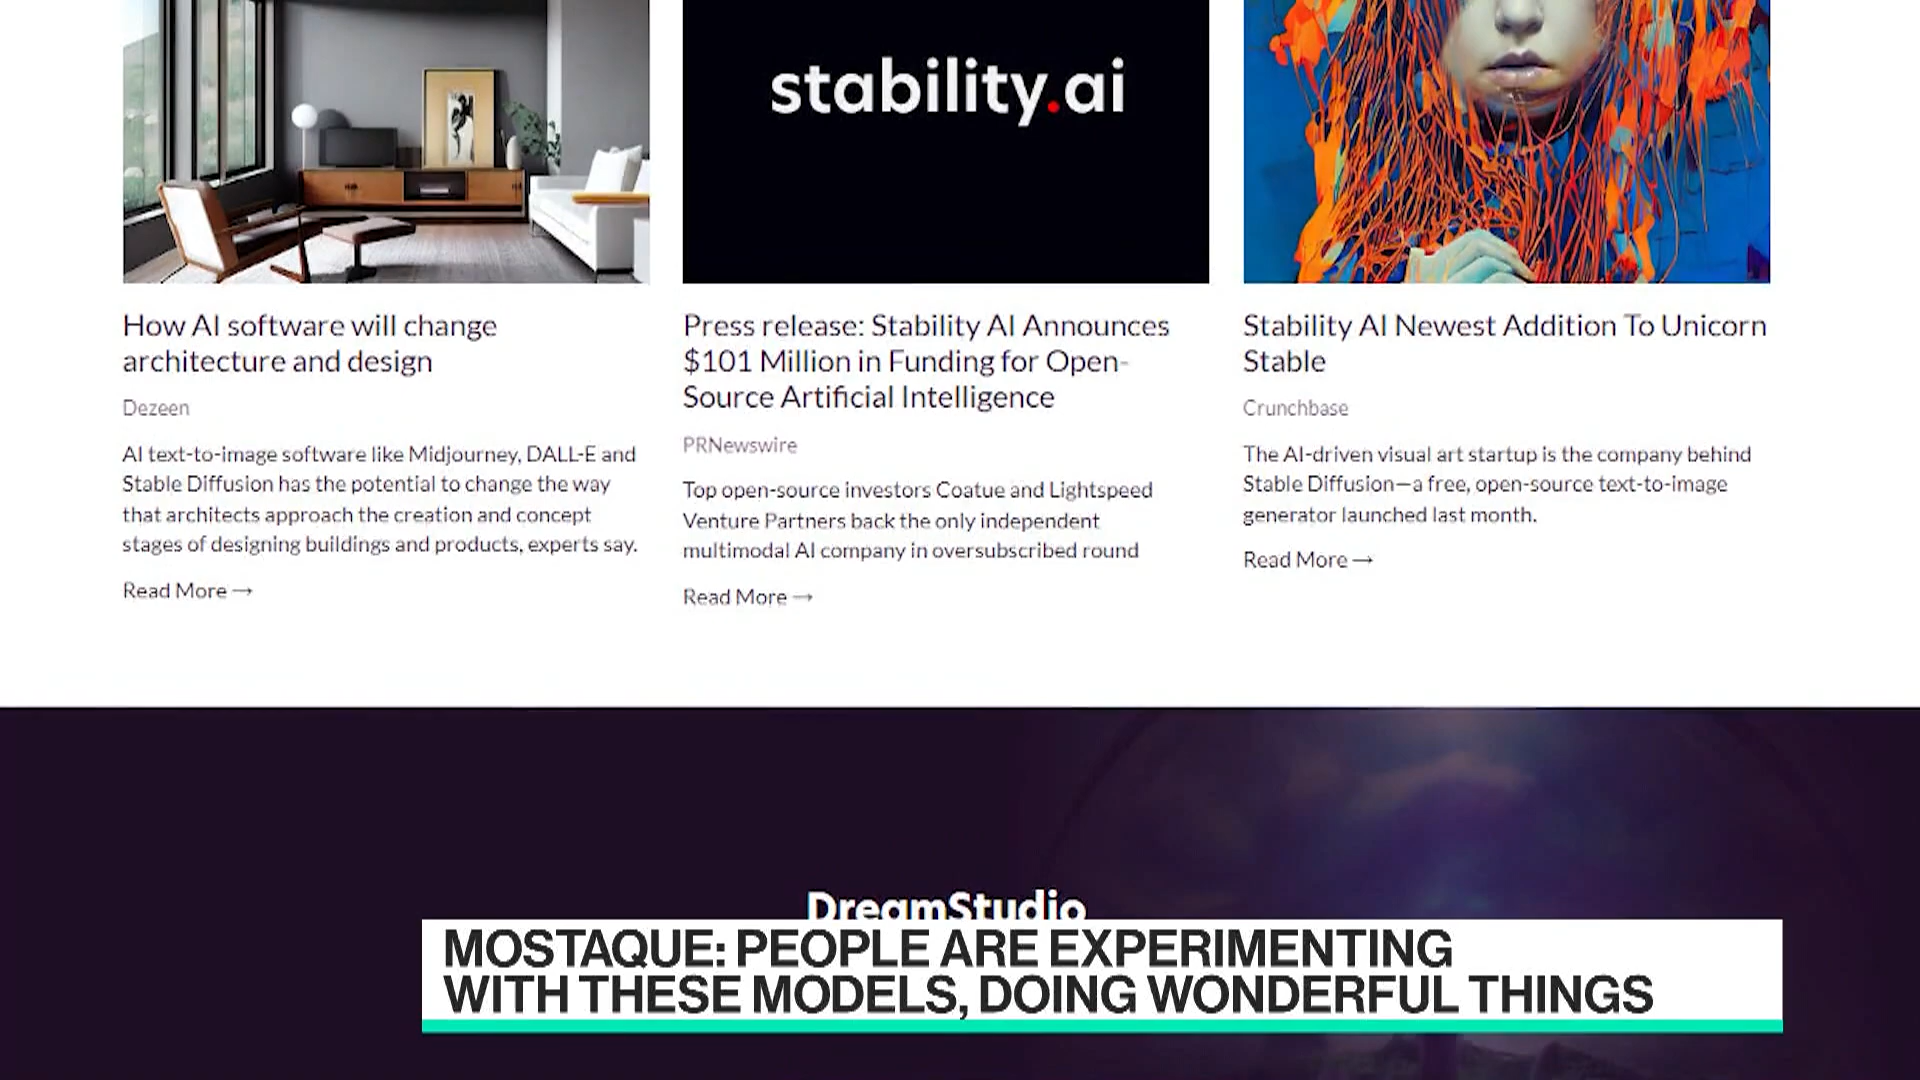 How AI software will change
architecture and design
Dezeen
AI text-to-image software like Midjourney, DALL-E and
Stable Diffusion has the potential to change the way
that architects approach the creation and concept
stages of designing buildings and products, experts say.
Read More →
stability.ai
Press release: Stability AI Announces
$101 Million in Funding for Open-
Source Artificial Intelligence
PRNewswire
Top open-source investors Coatue and Lightspeed
Venture Partners back the only independent
multimodal AI company in oversubscribed round
Read More →
Stability AI Newest Addition To Unicorn
Stable
Crunchbase
The AI-driven visual art startup is the company behind
Stable Diffusion—a free, open-source text-to-image
generator launched last month.
Read More →
DreamStudio
MOSTAQUE: PEOPLE ARE EXPERIMENTING
WITH THESE MODELS, DOING WONDERFUL THINGS